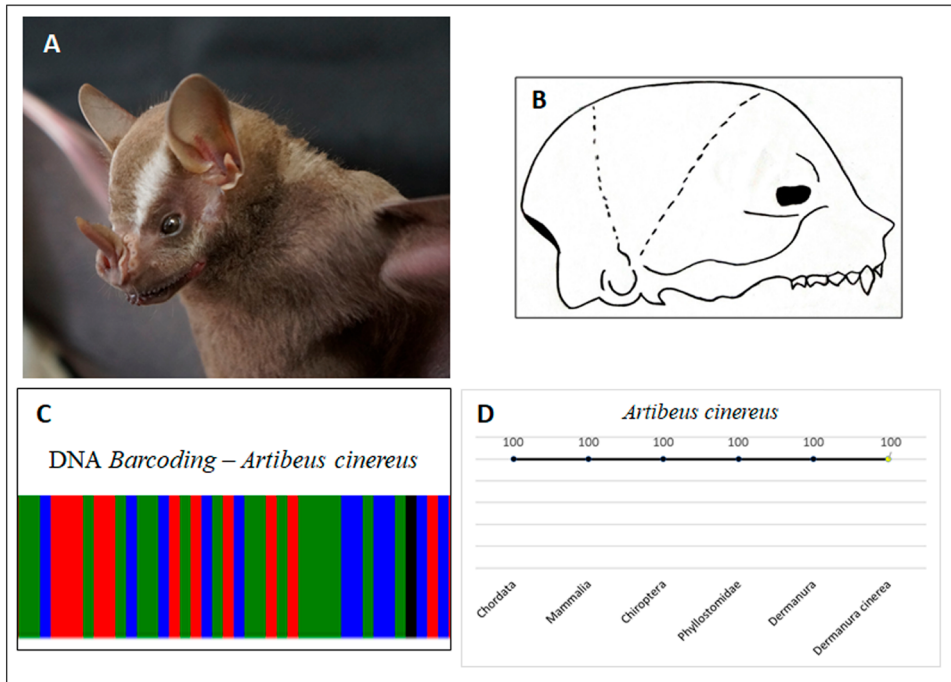 A
B
C
DNA Barcoding – Artibeus cinereus
D
Artibeus cinereus
100 100 100 100 100 100
Chordata
Mammalia
Chiroptera
Phyllostomidae
Dermanura
Dermanura cinerea